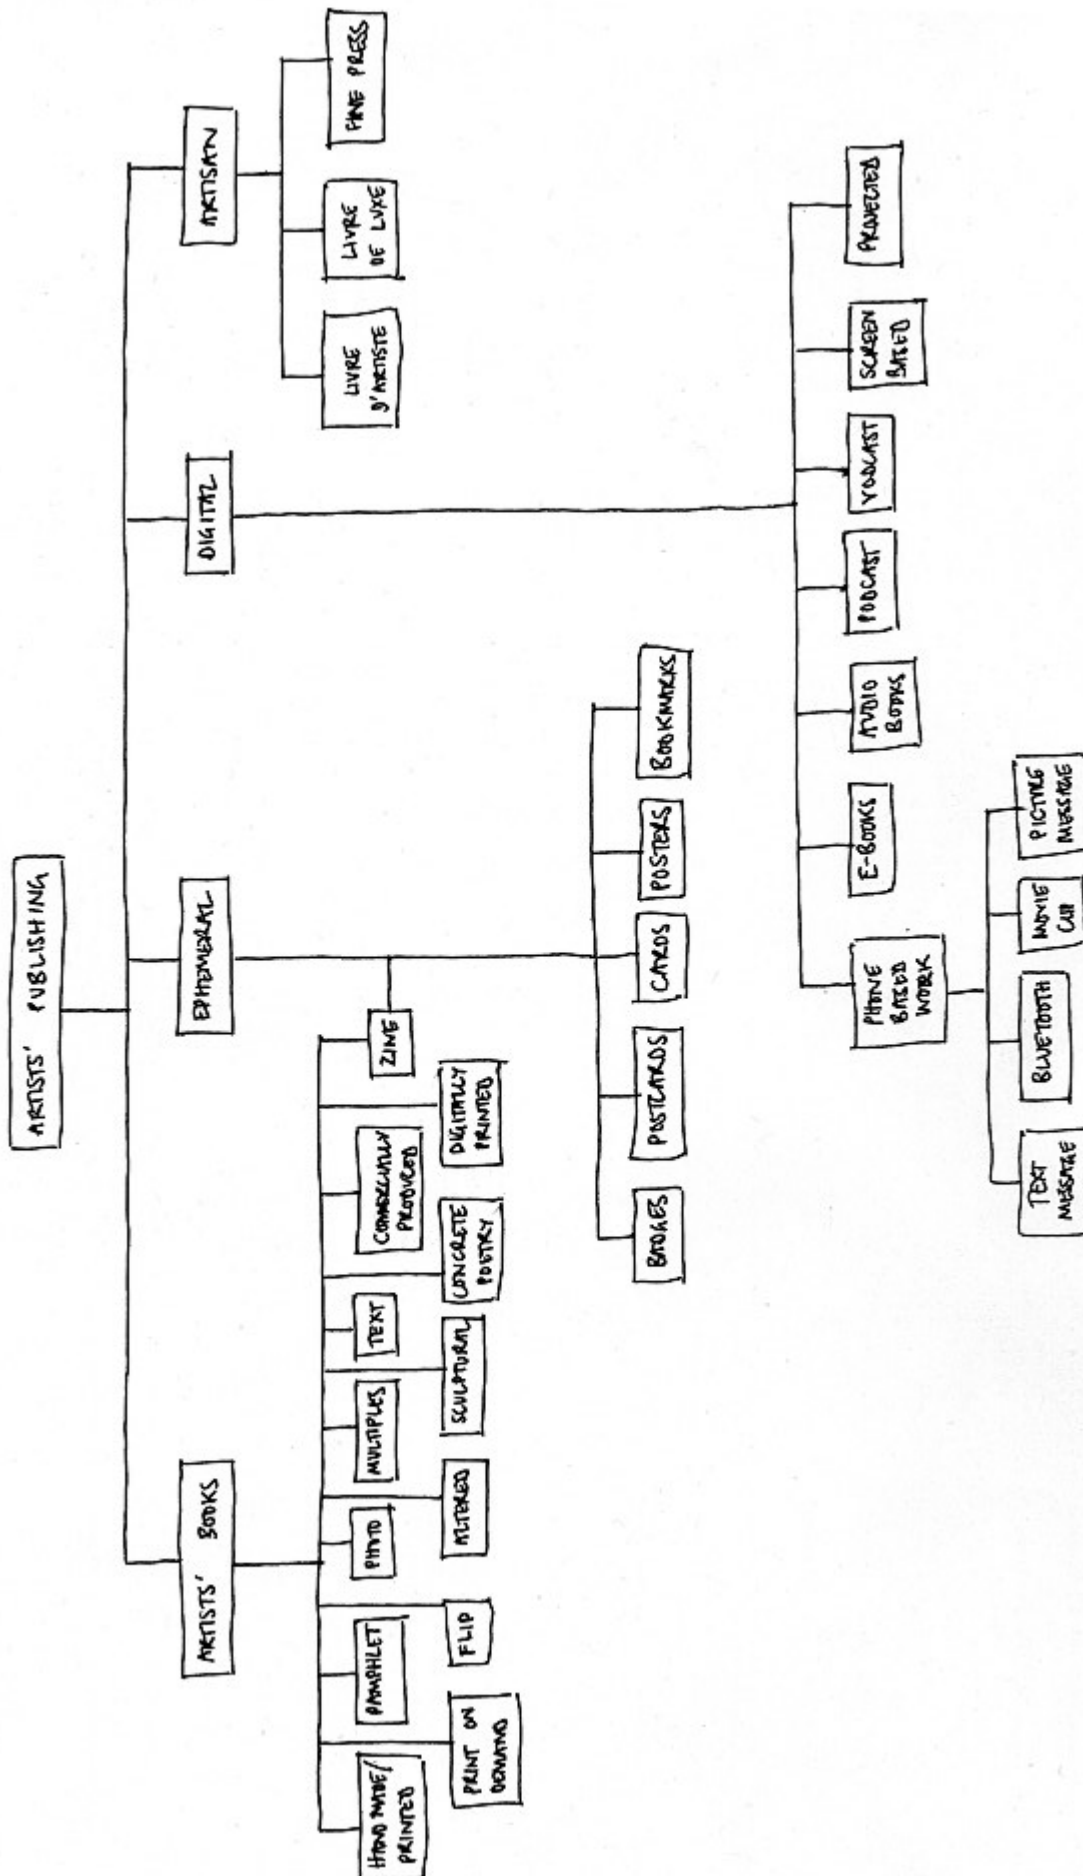 ARTISTS' PUBLISHING
ARTISTS' BOOKS
EPHEMERAL
DIGITAL
ARTISAN
HAND MADE/
PRINTED
PRINT ON
DEMAND
PAMPHLET
FLIP
PHOTO
ALTERED
MULTIPLES
SCULPTURAL
TEXT
CONCRETE
POETRY
COMMERCIALLY
PRODUCED
DIGITALLY
PRINTED
ZINE
LIVRE
D'ARTISTE
LIVRE
DE LUXE
FINE PRESS
BADGES
POSTCARDS
CARDS
POSTERS
BOOKMARKS
PHONE
BASED
WORK
E-BOOKS
AUDIO
BOOKS
PODCAST
VODCAST
SCREEN
BASED
PROJECTED
TEXT
MESSAGE
BLUETOOTH
MOVIE
CLIP
PICTURE
MESSAGE